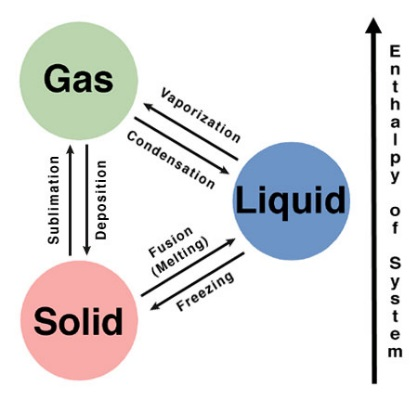 Gas
Vaporization
Condensation
Liquid
Sublimation
Deposition
Fusion
(Melting)
Freezing
Solid
Enthalpy of System